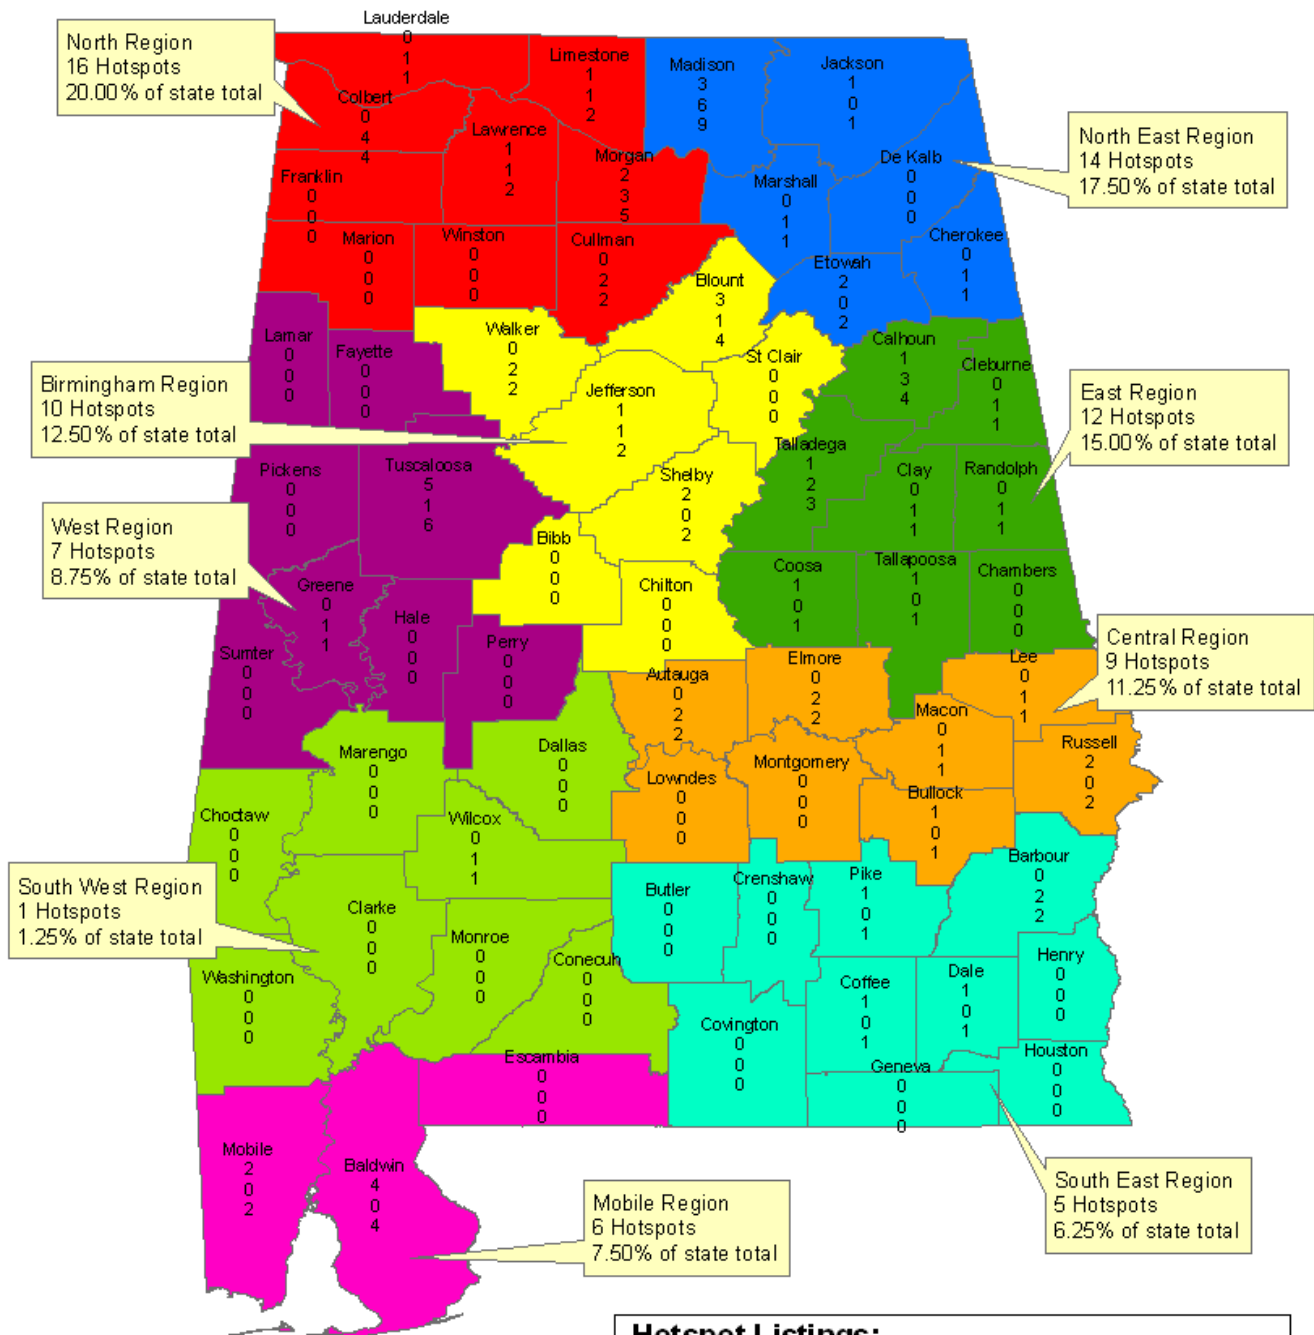 Lauderdale
0
1
1
North Region
16 Hotspots
20.00% of state total
Limestone
1
1
2
Madison
3
6
9
Jackson
1
0
1
Colbert
0
4
4
Lawrence
1
1
2
Morgan
2
3
5
North East Region
14 Hotspots
17.50% of state total
De Kalb
0
0
0
Franklin
0
0
0
Marshall
0
1
1
Marion
0
0
0
Winston
0
0
0
Cullman
0
2
2
Cherokee
0
1
1
Etowah
2
0
2
Blount
3
1
4
Lamar
0
0
0
Fayette
0
0
0
Walker
0
2
2
St Clair
0
0
0
Calhoun
1
3
4
Cleburne
0
1
1
Birmingham Region
10 Hotspots
12.50% of state total
Jefferson
1
1
2
East Region
12 Hotspots
15.00% of state total
Talladega
1
2
3
Pickens
0
0
0
Tuscaloosa
5
1
6
Shelby
2
0
2
Clay
0
1
1
Randolph
0
1
1
West Region
7 Hotspots
8.75% of state total
Bibb
0
0
0
Greene
0
1
1
Hale
0
0
0
Chilton
0
0
0
Coosa
1
0
1
Tallapoosa
1
0
1
Chambers
0
0
0
Sumter
0
0
0
Perry
0
0
0
Autauga
0
2
2
Elmore
0
2
2
Lee
0
1
1
Central Region
9 Hotspots
11.25% of state total
Macon
0
1
1
Russell
2
0
2
Marengo
0
0
0
Dallas
0
0
0
Lowndes
0
0
0
Montgomery
0
0
0
Bullock
1
0
1
Choctaw
0
0
0
Wilcox
0
1
1
Barbour
0
2
2
South West Region
1 Hotspots
1.25% of state total
Butler
0
0
0
Crenshaw
0
0
0
Pike
1
0
1
Clarke
0
0
0
Monroe
0
0
0
Conecuh
0
0
0
Henry
0
0
0
Washington
0
0
0
Coffee
1
0
1
Dale
1
0
1
Covington
0
0
0
Escambia
0
0
0
Geneva
0
0
0
Houston
0
0
0
Mobile
2
0
2
Baldwin
4
0
4
Mobile Region
6 Hotspots
7.50% of state total
South East Region
5 Hotspots
6.25% of state total
Hotspot Listings: